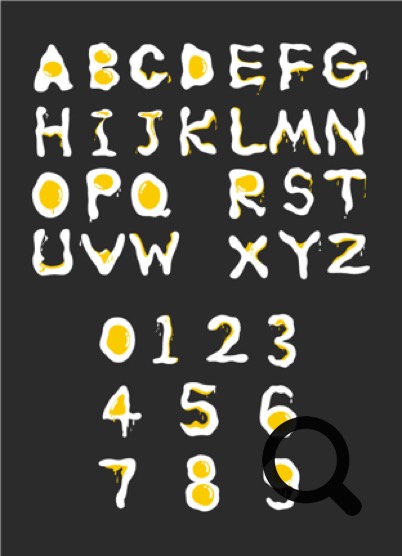 ABCDEFG
HIJKLMN
OPQ RST
UVW XYZ
0123
456
789